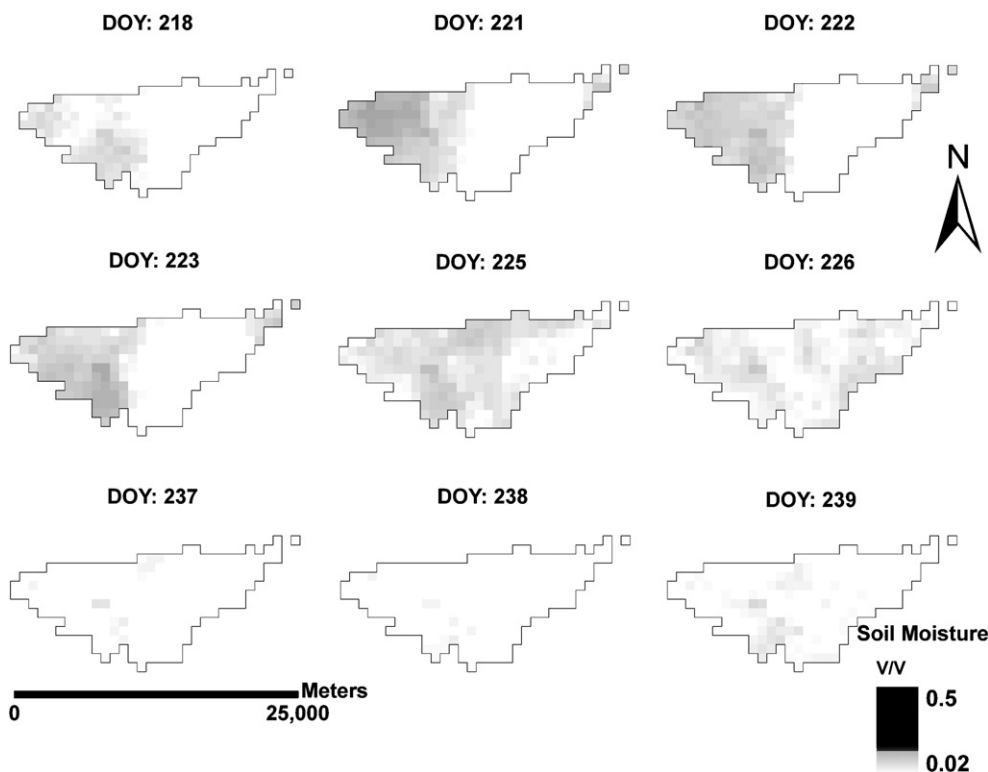 DOY: 218
DOY: 221
DOY: 222
N
DOY: 223
DOY: 225
DOY: 226
DOY: 237
DOY: 238
DOY: 239
Meters
0 25,000
Soil Moisture
V/V
0.5
0.02